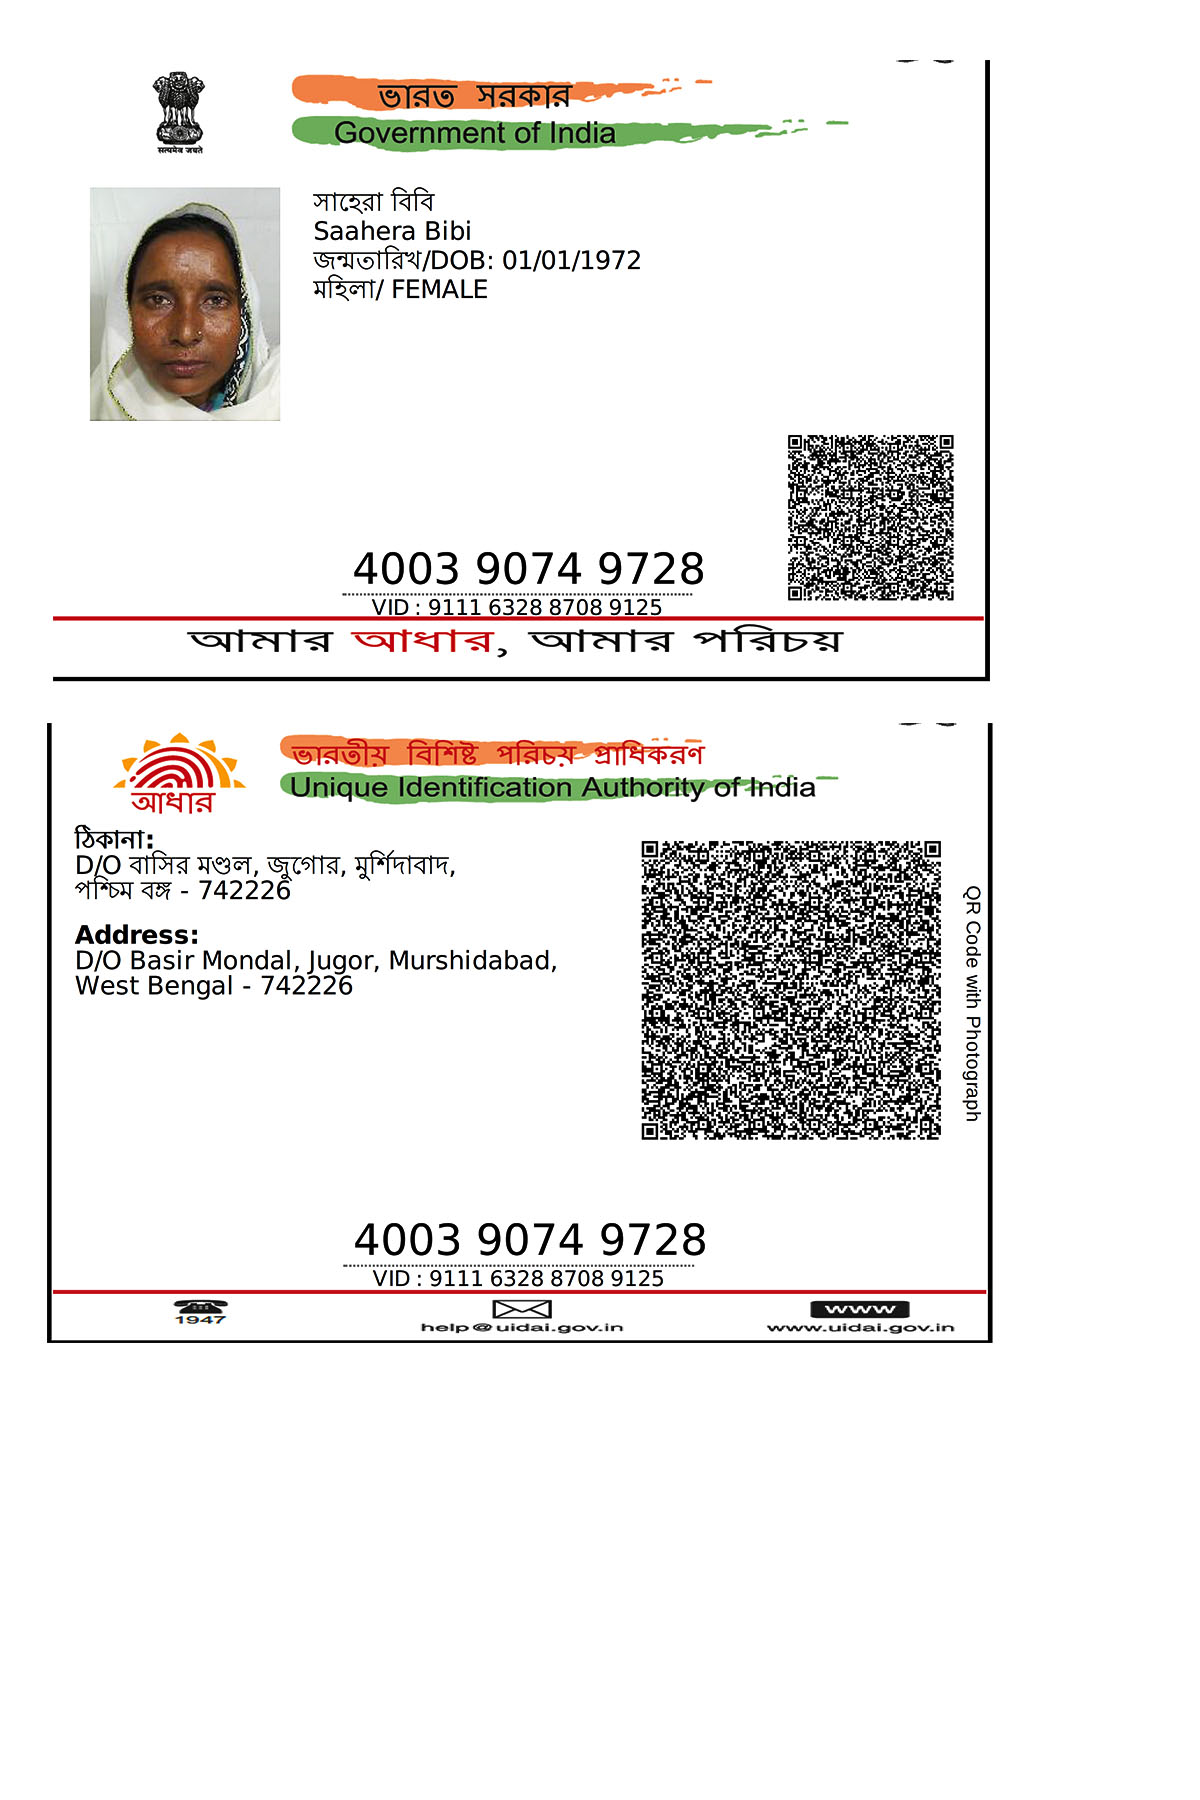 ভারত সরকার
Government of India
सत्यमेव जयते
সাহেরা বিবি
Saahera Bibi
জন্মতারিখ/DOB: 01/01/1972
মহিলা/ FEMALE
4003 9074 9728
VID : 9111 6328 8708 9125
আমার আধার, আমার পরিচয়
ভারতীয় বিশিষ্ট পরিচয় প্রাধিকরণ
Unique Identification Authority of India
আধার
ঠিকানা:
D/O বাসির মণ্ডল, জুগোর, মুর্শিদাবাদ,
পশ্চিম বঙ্গ - 742226
Address:
D/O Basir Mondal, Jugor, Murshidabad,
West Bengal - 742226
QR Code with Photograph
4003 9074 9728
VID : 9111 6328 8708 9125
1947
help@uidai.gov.in
www
www.uidai.gov.in